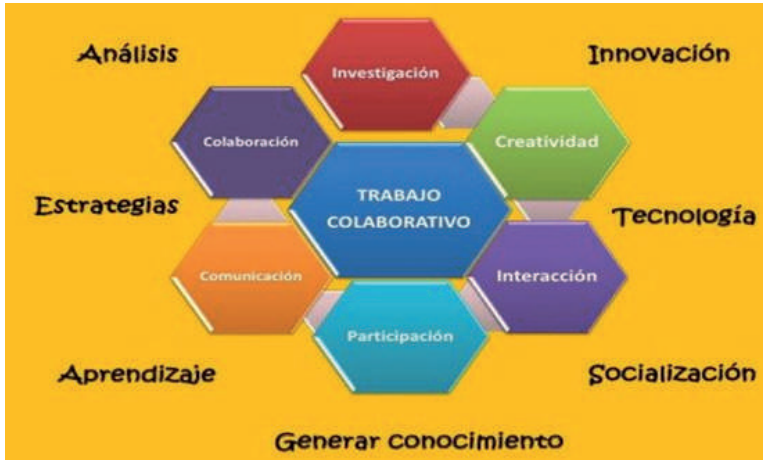 Análisis
Investigación
Innovación
Colaboración
Creatividad
TRABAJO
COLABORATIVO
Estrategias
Tecnología
Comunicación
Interacción
Participación
Aprendizaje
Socialización
Generar conocimiento